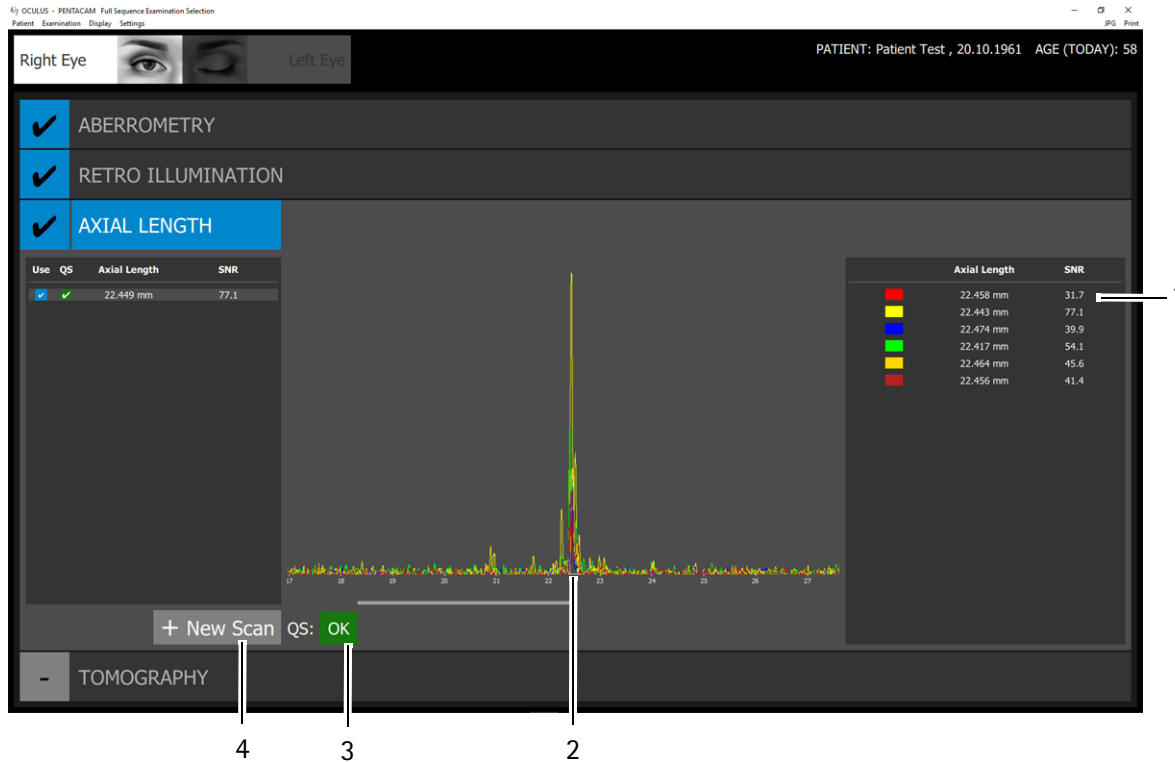 OCULUS - PENTACAM Full Sequence Examination Selection
Patient Examination Display Settings JPG Print
Right Eye Left Eye PATIENT: Patient Test , 20.10.1961 AGE (TODAY): 58
ABERROMETRY
RETRO ILLUMINATION
AXIAL LENGTH
Use QS Axial Length SNR
22.449 mm 77.1
Axial Length SNR
22.458 mm 31.7
22.443 mm 77.1
22.474 mm 39.9
22.417 mm 54.1
22.464 mm 45.6
22.456 mm 41.4
17 18 19 20 21 22 23 24 25 26 27
+ New Scan QS: OK
- TOMOGRAPHY
4 3 2